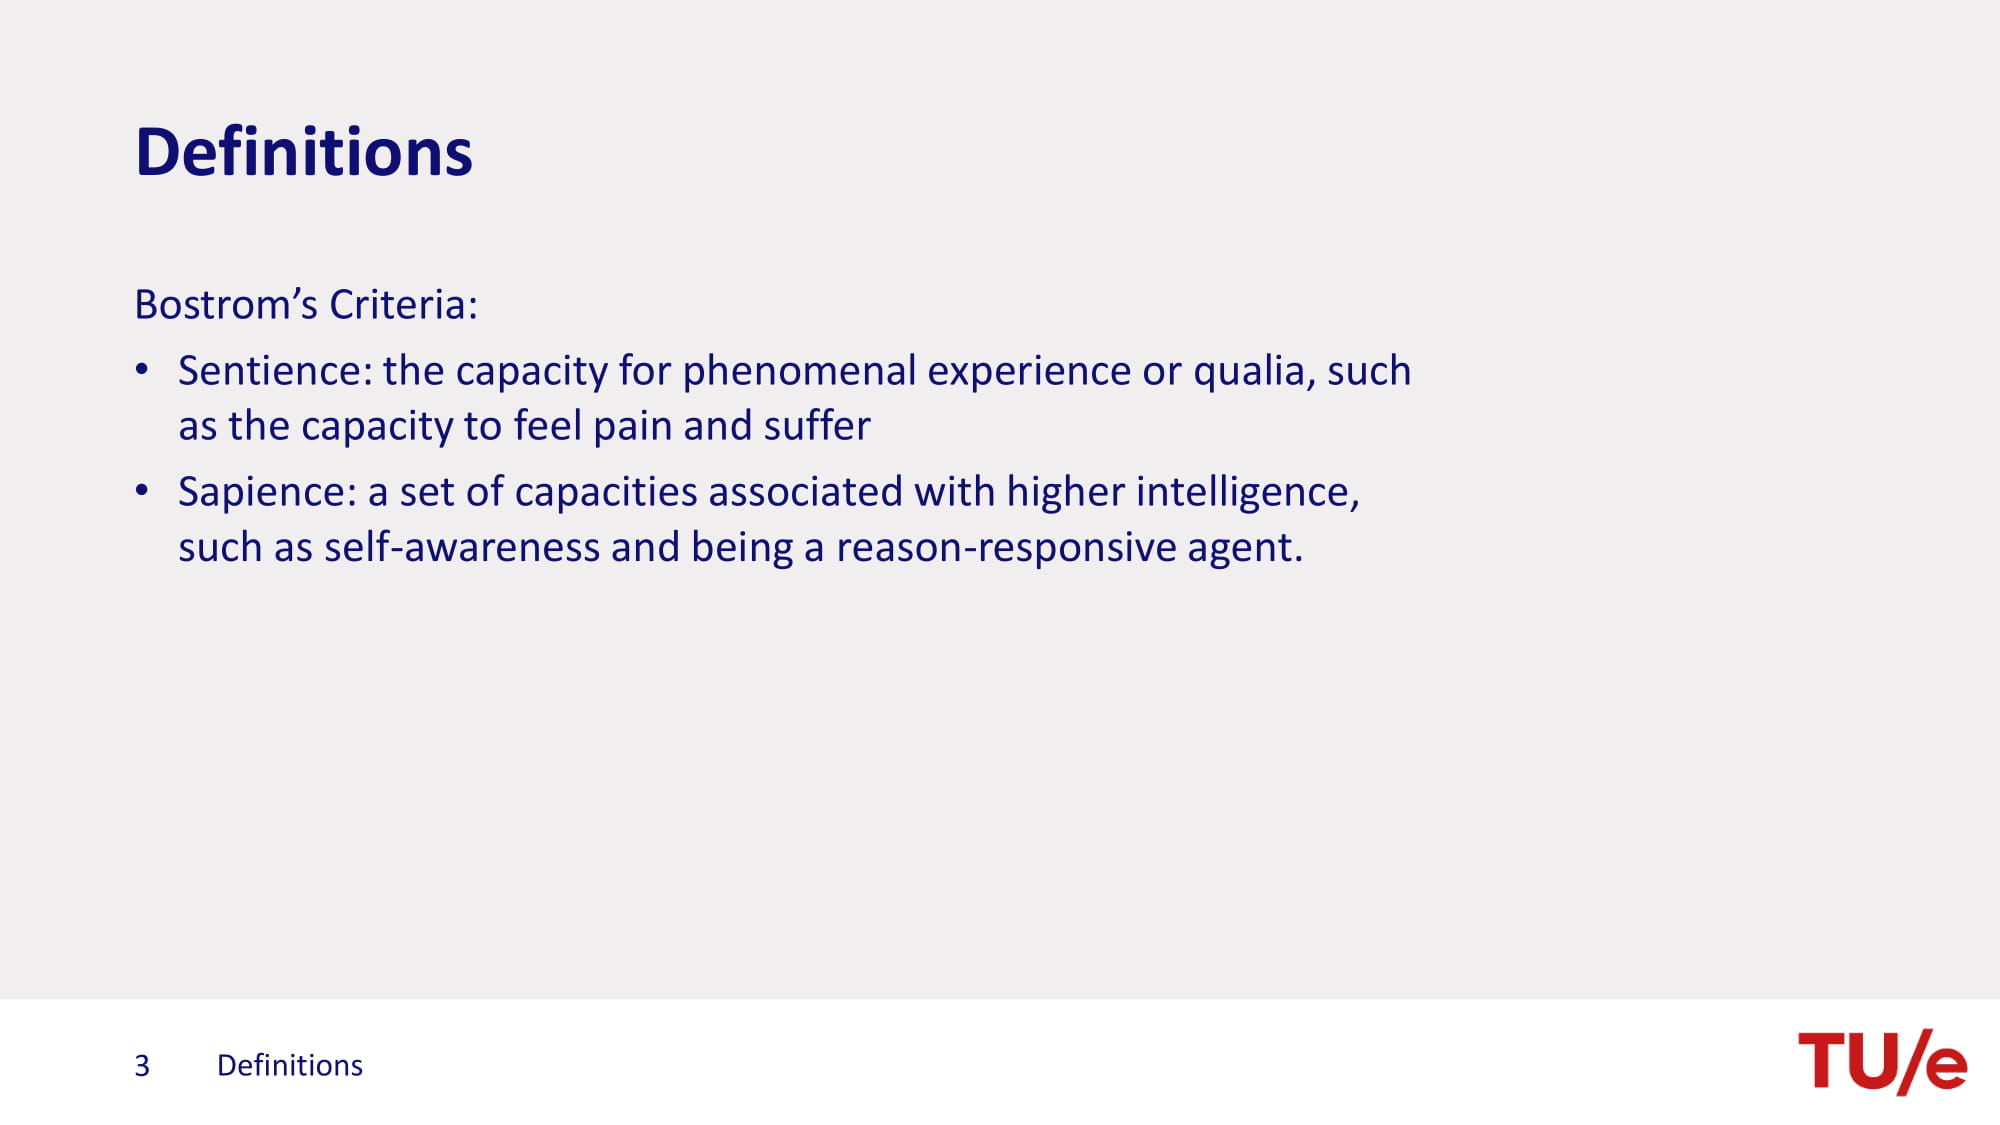 Definitions
Bostrom’s Criteria:
• Sentience: the capacity for phenomenal experience or qualia, such
as the capacity to feel pain and suffer
• Sapience: a set of capacities associated with higher intelligence,
such as self-awareness and being a reason-responsive agent.
3 Definitions
TU/e